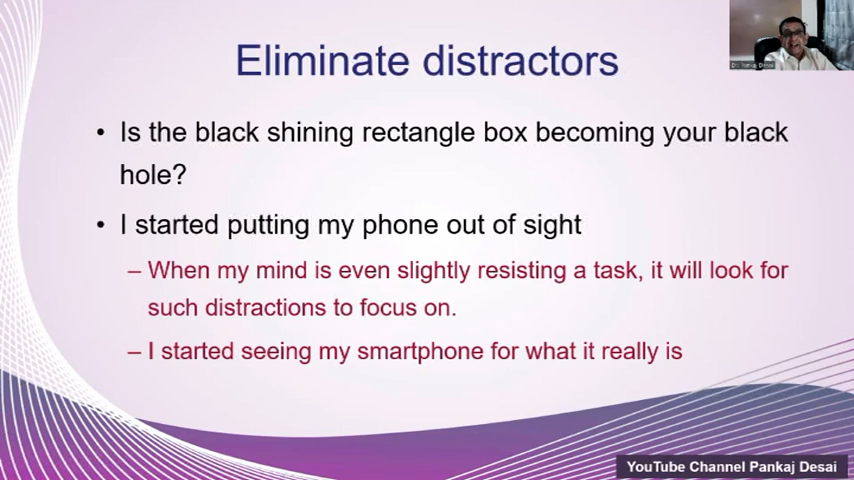 Eliminate distractors
• Is the black shining rectangle box becoming your black
hole?
• I started putting my phone out of sight
– When my mind is even slightly resisting a task, it will look for
such distractions to focus on.
– I started seeing my smartphone for what it really is
YouTube Channel Pankaj Desai